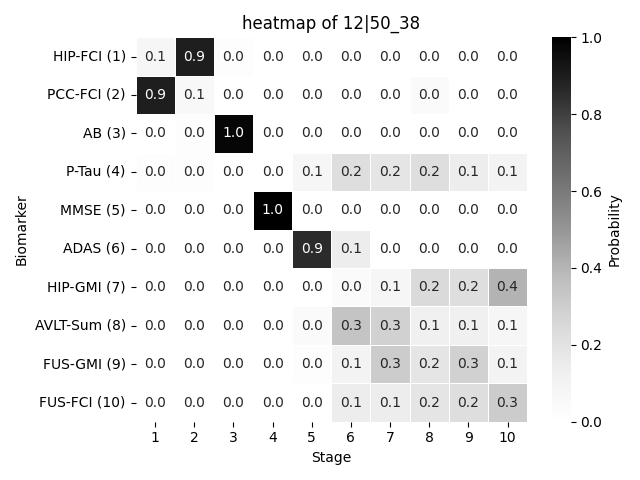 heatmap of 12|50_38
HIP-FCI (1) 0.1 0.9 0.0 0.0 0.0 0.0 0.0 0.0 0.0 0.0
PCC-FCI (2) 0.9 0.1 0.0 0.0 0.0 0.0 0.0 0.0 0.0 0.0
AB (3) 0.0 0.0 1.0 0.0 0.0 0.0 0.0 0.0 0.0 0.0
P-Tau (4) 0.0 0.0 0.0 0.0 0.1 0.2 0.2 0.2 0.1 0.1
MMSE (5) 0.0 0.0 0.0 1.0 0.0 0.0 0.0 0.0 0.0 0.0
ADAS (6) 0.0 0.0 0.0 0.0 0.9 0.1 0.0 0.0 0.0 0.0
HIP-GMI (7) 0.0 0.0 0.0 0.0 0.0 0.0 0.1 0.2 0.2 0.4
AVLT-Sum (8) 0.0 0.0 0.0 0.0 0.0 0.3 0.3 0.1 0.1 0.1
FUS-GMI (9) 0.0 0.0 0.0 0.0 0.0 0.1 0.3 0.2 0.3 0.1
FUS-FCI (10) 0.0 0.0 0.0 0.0 0.0 0.1 0.1 0.2 0.2 0.3
1 2 3 4 5 6 7 8 9 10
Stage
Biomarker
1.0
0.8
0.6
0.4
0.2
0.0
Probability